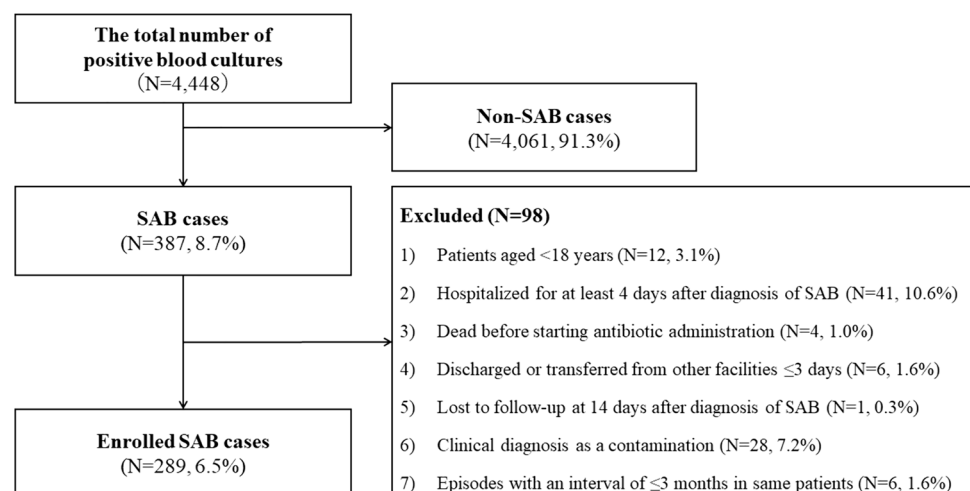 The total number of
positive blood cultures
（N=4,448）
Non-SAB cases
(N=4,061, 91.3%)
SAB cases
(N=387, 8.7%)
Excluded (N=98)
1) Patients aged <18 years (N=12, 3.1%)
2) Hospitalized for at least 4 days after diagnosis of SAB (N=41, 10.6%)
3) Dead before starting antibiotic administration (N=4, 1.0%)
4) Discharged or transferred from other facilities ≤3 days (N=6, 1.6%)
5) Lost to follow-up at 14 days after diagnosis of SAB (N=1, 0.3%)
6) Clinical diagnosis as a contamination (N=28, 7.2%)
7) Episodes with an interval of ≤3 months in same patients (N=6, 1.6%)
Enrolled SAB cases
(N=289, 6.5%)